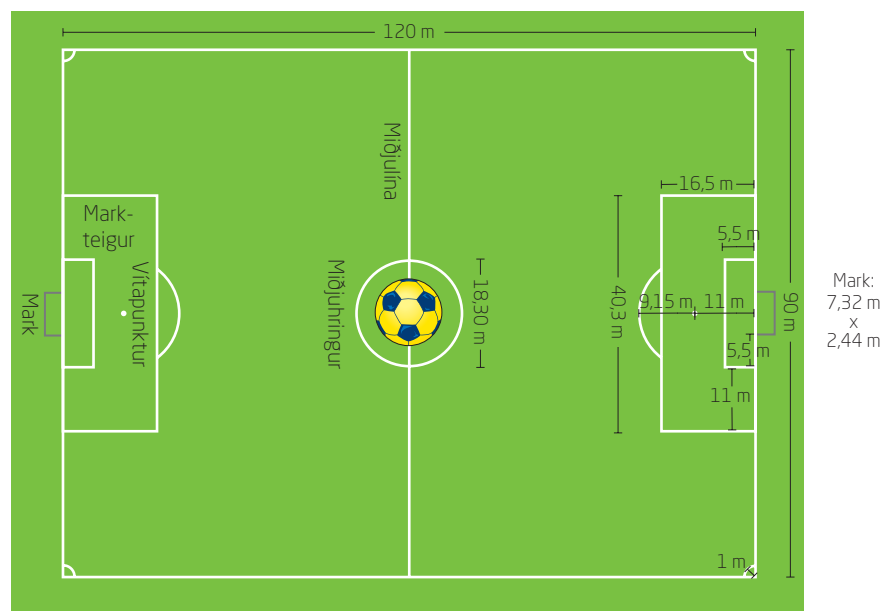 120 m
Miðjulína
16,5 m
Mark-
teigur
5,5 m
Mark
Vítapunktur
Miðjuhringur
18,30 m
40,3 m
9,15 m
11 m
90 m
Mark:
7,32 m
x
2,44 m
5,5 m
11 m
1 m